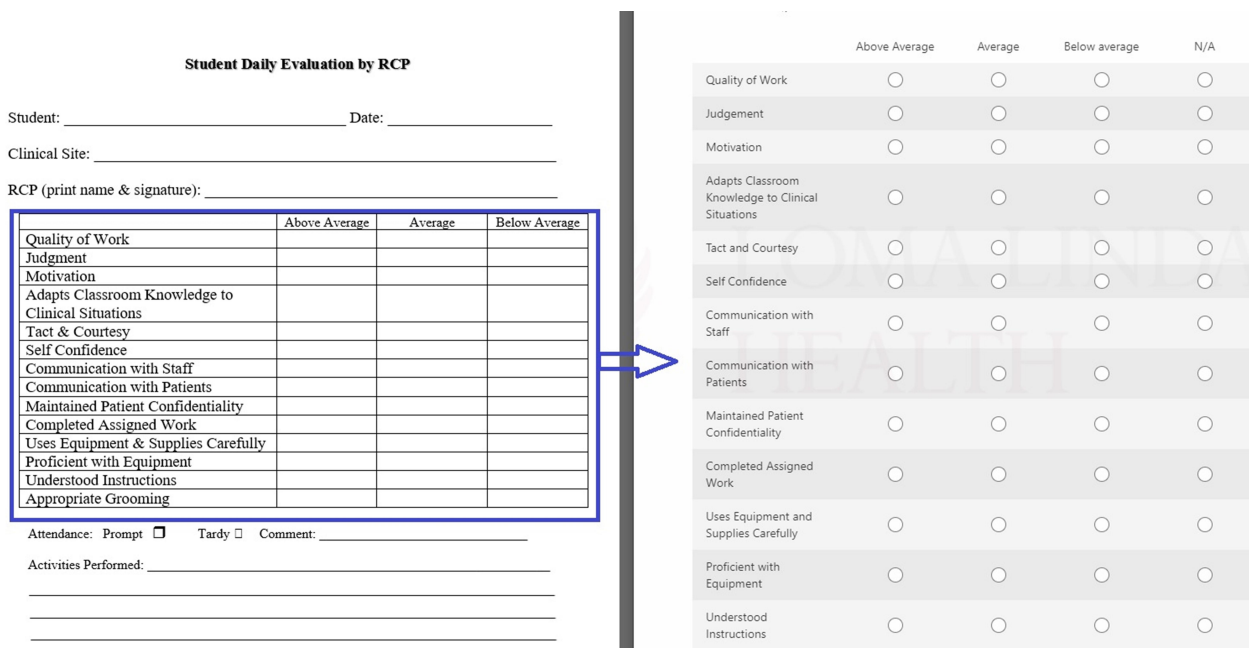 Student Daily Evaluation by RCP
Student: Date:
Clinical Site:
RCP (print name & signature):
Above Average Average Below Average
Quality of Work
Judgment
Motivation
Adapts Classroom Knowledge to
Clinical Situations
Tact & Courtesy
Self Confidence
Communication with Staff
Communication with Patients
Maintained Patient Confidentiality
Completed Assigned Work
Uses Equipment & Supplies Carefully
Proficient with Equipment
Understood Instructions
Appropriate Grooming
Attendance: Prompt Tardy Comment:
Activities Performed:
Above Average Average Below average N/A
Quality of Work
Judgement
Motivation
Adapts Classroom
Knowledge to Clinical
Situations
Tact and Courtesy
Self Confidence
Communication with
Staff
Communication with
Patients
Maintained Patient
Confidentiality
Completed Assigned
Work
Uses Equipment and
Supplies Carefully
Proficient with
Equipment
Understood
Instructions
LOMA LINDA
HEALTH